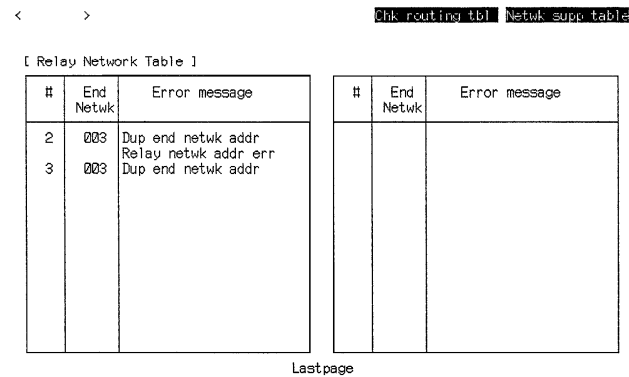 < > Chk routing tbl Netwk supp table
[ Relay Network Table ]
# End Netwk Error message # End Netwk Error message
2 003 Dup end netwk addr
Relay netwk addr err
3 003 Dup end netwk addr
Lastpage